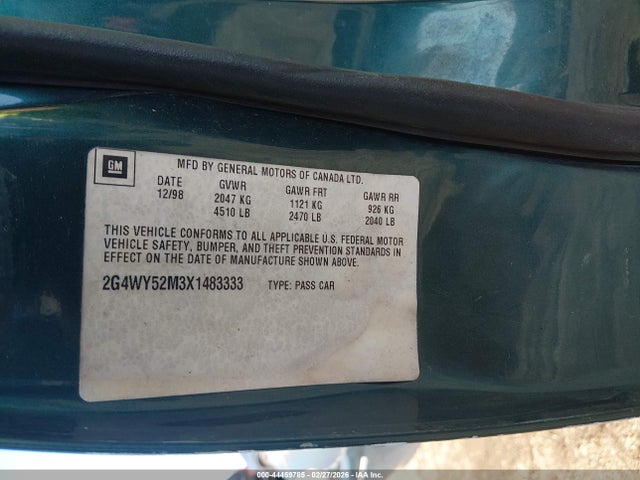 GM
MFD BY GENERAL MOTORS OF CANADA LTD.
DATE GVWR GAWR FRT GAWR RR
12/98 2047 KG 1121 KG 926 KG
4510 LB 2470 LB 2040 LB
THIS VEHICLE CONFORMS TO ALL APPLICABLE U.S. FEDERAL MOTOR
VEHICLE SAFETY, BUMPER, AND THEFT PREVENTION STANDARDS IN
EFFECT ON THE DATE OF MANUFACTURE SHOWN ABOVE.
2G4WY52M3X1483333 TYPE: PASS CAR
000-44459785 - 02/27/2026 - IAA Inc.